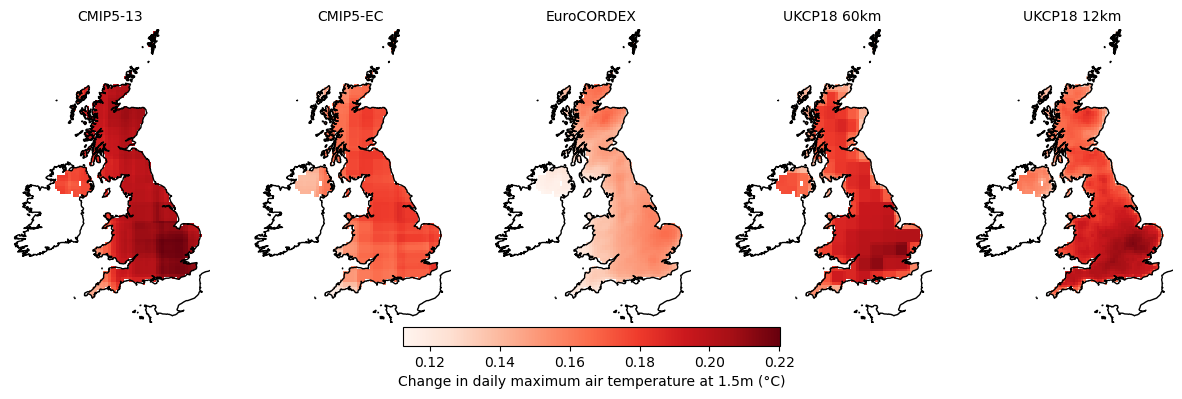 CMIP5-13 CMIP5-EC EuroCORDEX UKCP18 60km UKCP18 12km
0.12 0.14 0.16 0.18 0.20 0.22
Change in daily maximum air temperature at 1.5m (°C)